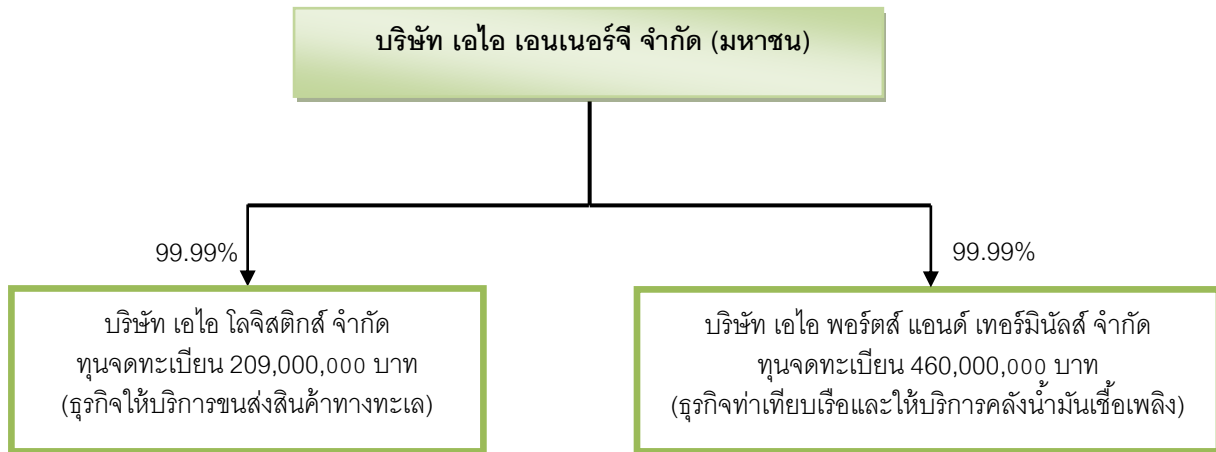 บริษัท เอไอ เอนเนอร์จี จำกัด (มหาชน)
99.99%
99.99%
บริษัท เอไอ โลจิสติกส์ จำกัด
ทุนจดทะเบียน 209,000,000 บาท
(ธุรกิจให้บริการขนส่งสินค้าทางทะเล)
บริษัท เอไอ พอร์ตส์ แอนด์ เทอร์มินัลส์ จำกัด
ทุนจดทะเบียน 460,000,000 บาท
(ธุรกิจท่าเทียบเรือและให้บริการคลังน้ำมันเชื้อเพลิง)